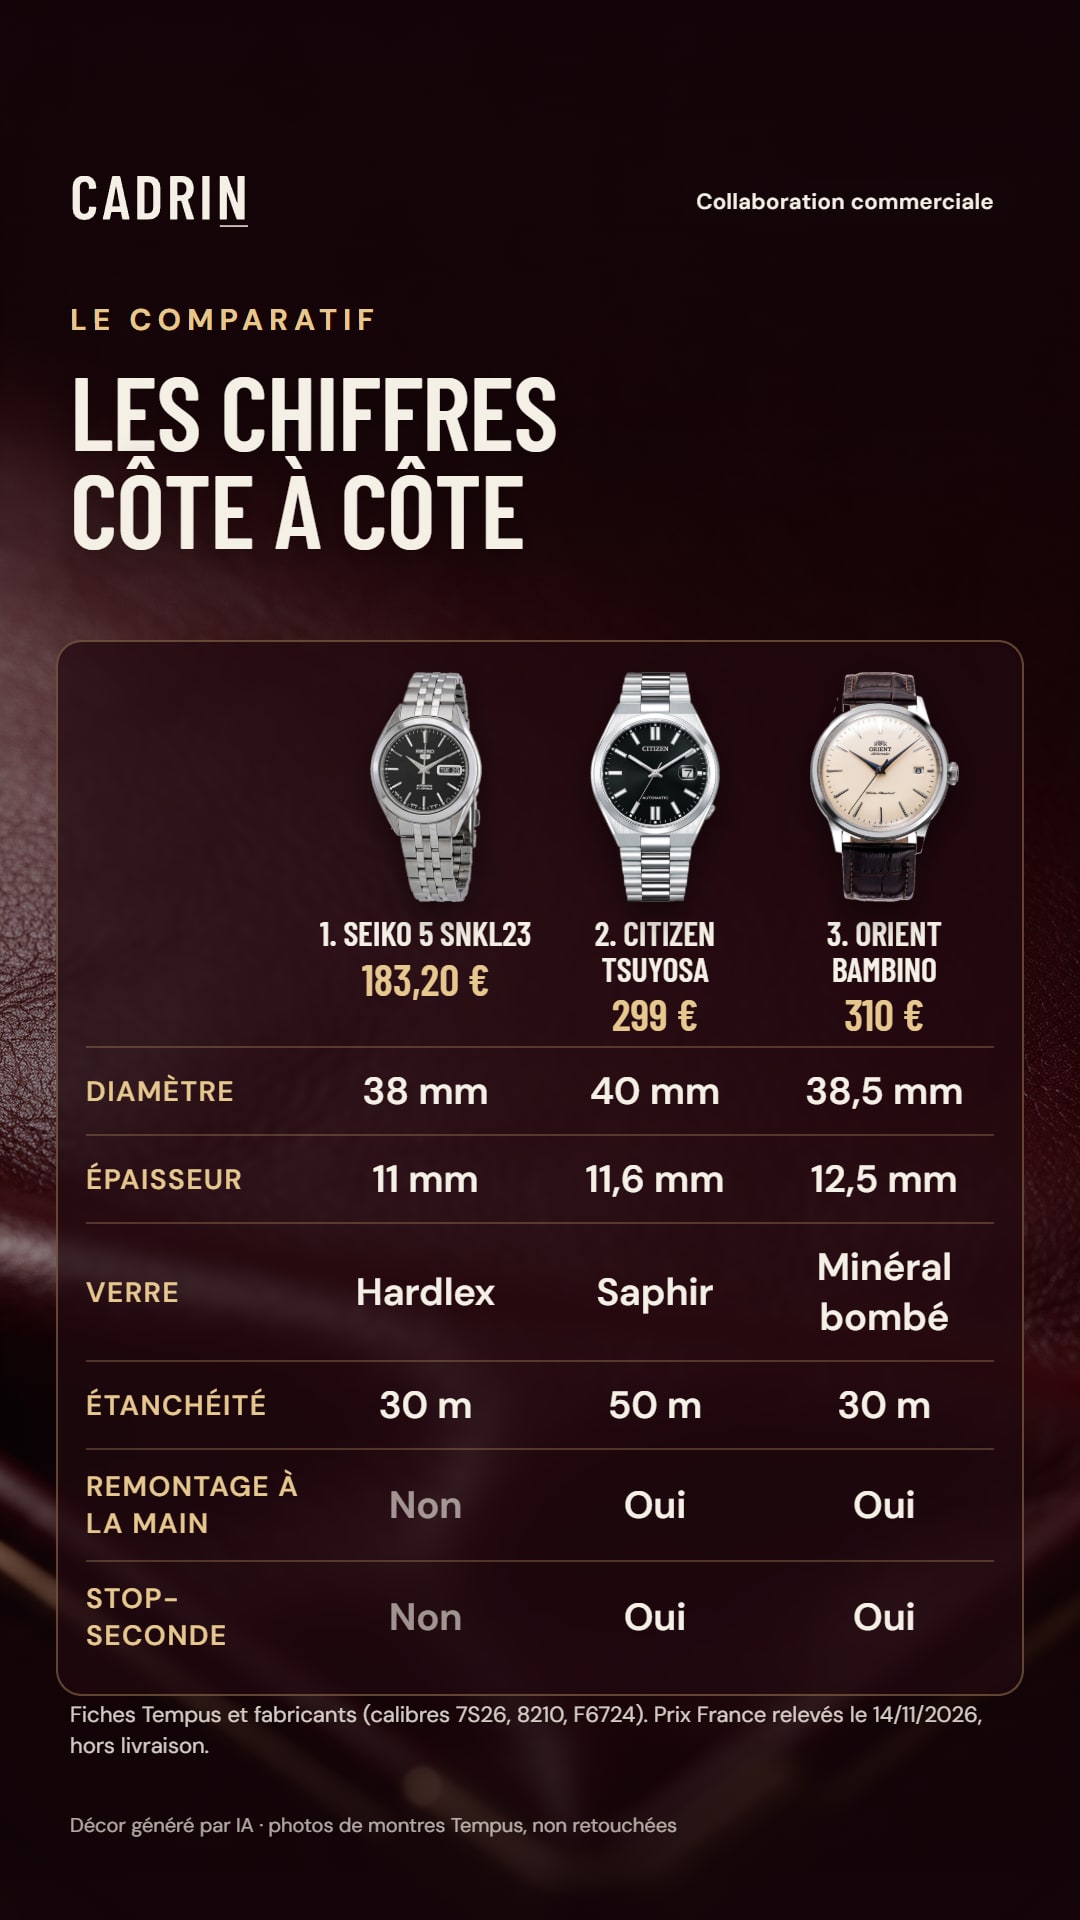 CADRIN
Collaboration commerciale
LE COMPARATIF
LES CHIFFRES
CÔTE À CÔTE
CITIZEN
AUTOMATIC
ORIENT
1. SEIKO 5 SNKL23
183,20 €
2. CITIZEN
TSUYOSA
299 €
3. ORIENT
BAMBINO
310 €
DIAMÈTRE 38 mm 40 mm 38,5 mm
ÉPAISSEUR 11 mm 11,6 mm 12,5 mm
VERRE Hardlex Saphir Minéral
bombé
ÉTANCHÉITÉ 30 m 50 m 30 m
REMONTAGE À
LA MAIN Non Oui Oui
STOP-
SECONDE Non Oui Oui
Fiches Tempus et fabricants (calibres 7S26, 8210, F6724). Prix France relevés le 14/11/2026,
hors livraison.
Décor généré par IA · photos de montres Tempus, non retouchées